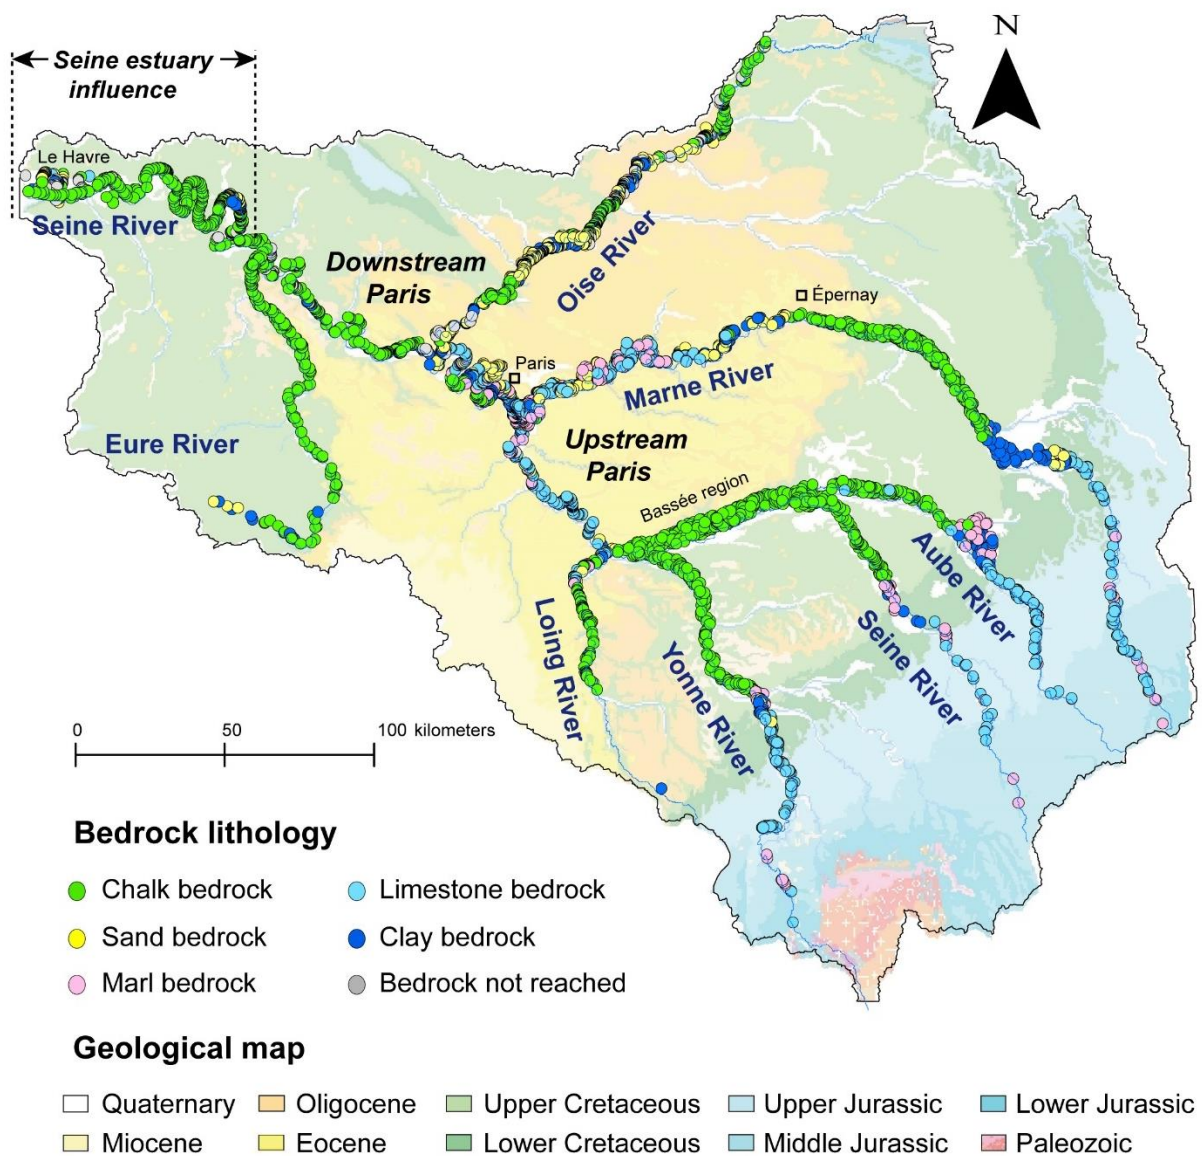 N
Seine estuary
influence
Le Havre
Seine River
Downstream
Paris
Oise River
Épernay
Paris
Marne River
Eure River
Upstream
Paris
Bassée region
Aube River
Loing River
Yonne River
Seine River
0 50 100 kilometers
Bedrock lithology
Chalk bedrock
Limestone bedrock
Sand bedrock
Clay bedrock
Marl bedrock
Bedrock not reached
Geological map
Quaternary
Oligocene
Upper Cretaceous
Upper Jurassic
Lower Jurassic
Miocene
Eocene
Lower Cretaceous
Middle Jurassic
Paleozoic